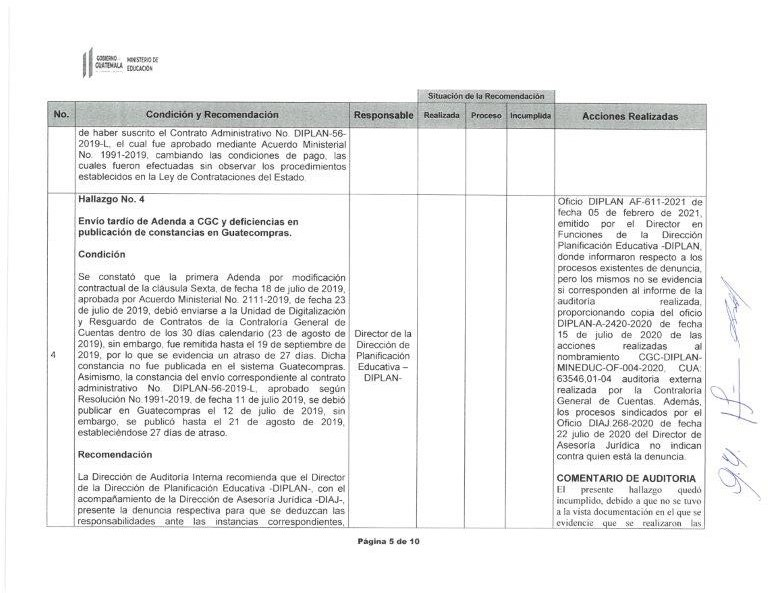 GOBIERNO DE
GUATEMALA
MINISTERIO DE
EDUCACIÓN
Situación de la Recomendación
No.
Condición y Recomendación
Responsable
Realizada
Proceso
Incumplida
Acciones Realizadas
de haber suscrito el Contrato Administrativo No. DIPLAN-56-
2019-L, el cual fue aprobado mediante Acuerdo Ministerial
No. 1991-2019, cambiando las condiciones de pago, las
cuales fueron efectuadas sin observar los procedimientos
establecidos en la Ley de Contrataciones del Estado.
4
Hallazgo No. 4
Envío tardío de Adenda a CGC y deficiencias en
publicación de constancias en Guatecompras.
Condición
Se constató que la primera Adenda por modificación
contractual de la cláusula Sexta, de fecha 18 de julio de 2019,
aprobada por Acuerdo Ministerial No. 2111-2019, de fecha 23
de julio de 2019, debió enviarse a la Unidad de Digitalización
y Resguardo de Contratos de la Contraloría General de
Cuentas dentro de los 30 días calendario (23 de agosto de
2019), sin embargo, fue remitida hasta el 19 de septiembre de
2019, por lo que se evidencia un atraso de 27 días. Dicha
constancia no fue publicada en el sistema Guatecompras.
Asimismo, la constancia del envío correspondiente al contrato
administrativo No. DIPLAN-56-2019-L, aprobado según
Resolución No.1991-2019, de fecha 11 de julio 2019, se debió
publicar en Guatecompras el 12 de julio de 2019, sin
embargo, se publicó hasta el 21 de agosto de 2019,
estableciéndose 27 días de atraso.
Recomendación
La Dirección de Auditoría Interna recomienda que el Director
de la Dirección de Planificación Educativa -DIPLAN-, con el
acompañamiento de la Dirección de Asesoría Jurídica -DIAJ-,
presente la denuncia respectiva para que se deduzcan las
responsabilidades ante las instancias correspondientes,
Director de la
Dirección de
Planificación
Educativa –
DIPLAN-
Oficio DIPLAN AF-611-2021 de
fecha 05 de febrero de 2021,
emitido por el Director en
Funciones de la Dirección
Planificación Educativa -DIPLAN,
donde informaron respecto a los
procesos existentes de denuncia,
pero los mismos no se evidencia
si corresponden al informe de la
auditoría realizada,
proporcionando copia del oficio
DIPLAN-A-2420-2020 de fecha
15 de julio de 2020 de las
acciones realizadas al
nombramiento CGC-DIPLAN-
MINEDUC-OF-004-2020, CUA:
63546,01-04 auditoria externa
realizada por la Contraloría
General de Cuentas. Además,
los procesos sindicados por el
Oficio DIAJ.268-2020 de fecha
22 julio de 2020 del Director de
Asesoría Jurídica no indican
contra quien está la denuncia.
COMENTARIO DE AUDITORIA
El presente hallazgo quedó
incumplido, debido a que no se tuvo
a la vista documentación en el que se
evidencie que se realizaron las
Página 5 de 10